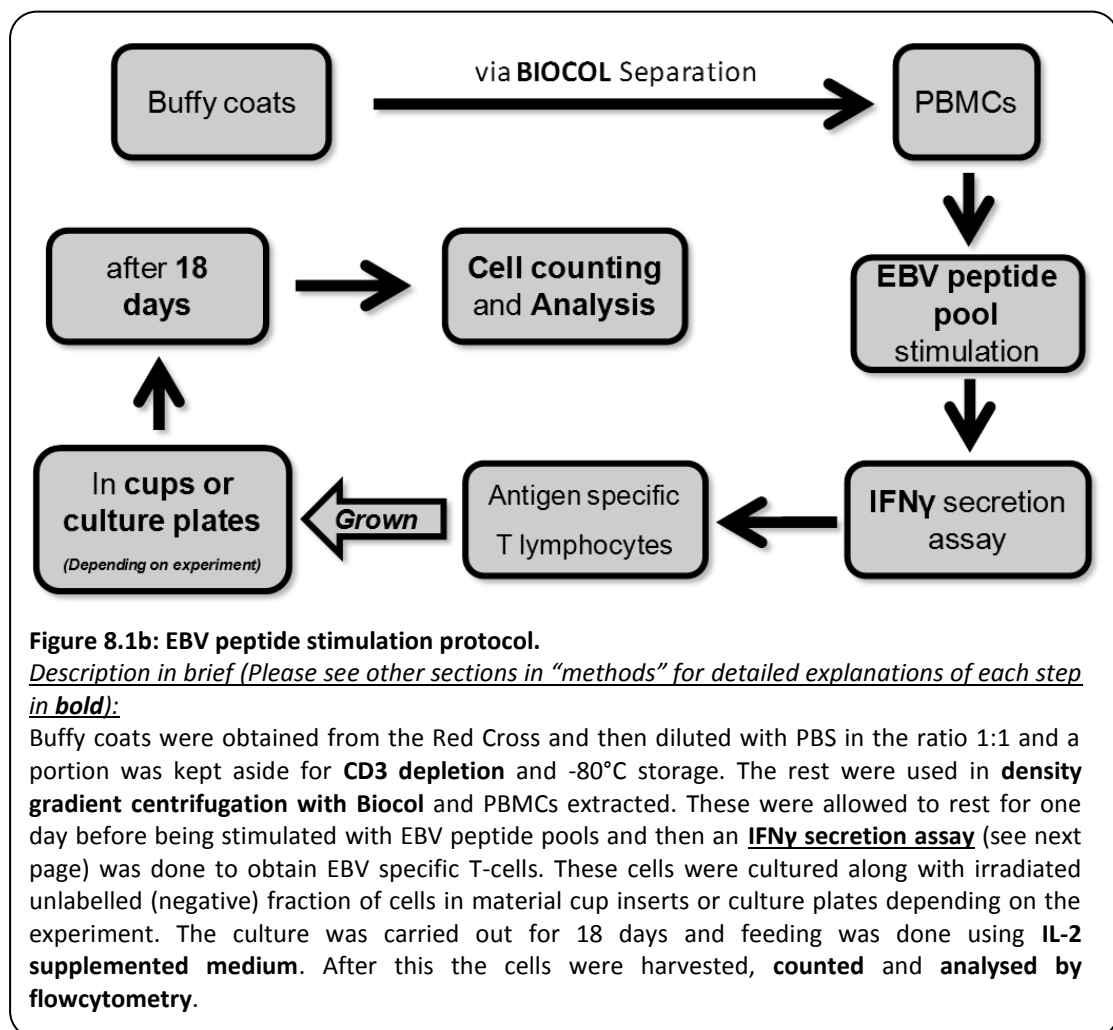 Buffy coats
via BIOCOL Separation
PBMCs
EBV peptide
pool
stimulation
IFNγ secretion
assay
Antigen specific
T lymphocytes
Grown
In cups or
culture plates
(Depending on experiment)
after 18
days
Cell counting
and Analysis
Figure 8.1b: EBV peptide stimulation protocol.
Description in brief (Please see other sections in “methods” for detailed explanations of each step
in bold):
Buffy coats were obtained from the Red Cross and then diluted with PBS in the ratio 1:1 and a
portion was kept aside for CD3 depletion and -80°C storage. The rest were used in density
gradient centrifugation with Biocol and PBMCs extracted. These were allowed to rest for one
day before being stimulated with EBV peptide pools and then an IFNγ secretion assay (see next
page) was done to obtain EBV specific T-cells. These cells were cultured along with irradiated
unlabelled (negative) fraction of cells in material cup inserts or culture plates depending on the
experiment. The culture was carried out for 18 days and feeding was done using IL-2
supplemented medium. After this the cells were harvested, counted and analysed by
flowcytometry.